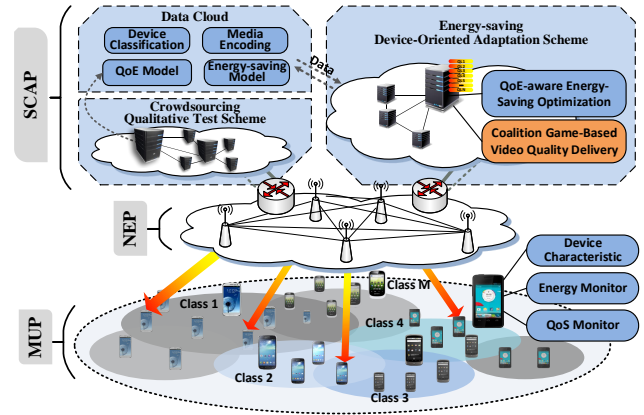 SCAP
Data Cloud
Device
Classification
Media
Encoding
QoE Model
Energy-saving
Model
Data
Crowdsourcing
Qualitative Test Scheme
Energy-saving
Device-Oriented Adaptation Scheme
QoE-aware Energy-
Saving Optimization
Coalition Game-Based
Video Quality Delivery
NEP
MUP
Class 1
Class M
Class 4
Class 2
Class 3
Device
Characteristic
Energy Monitor
QoS Monitor